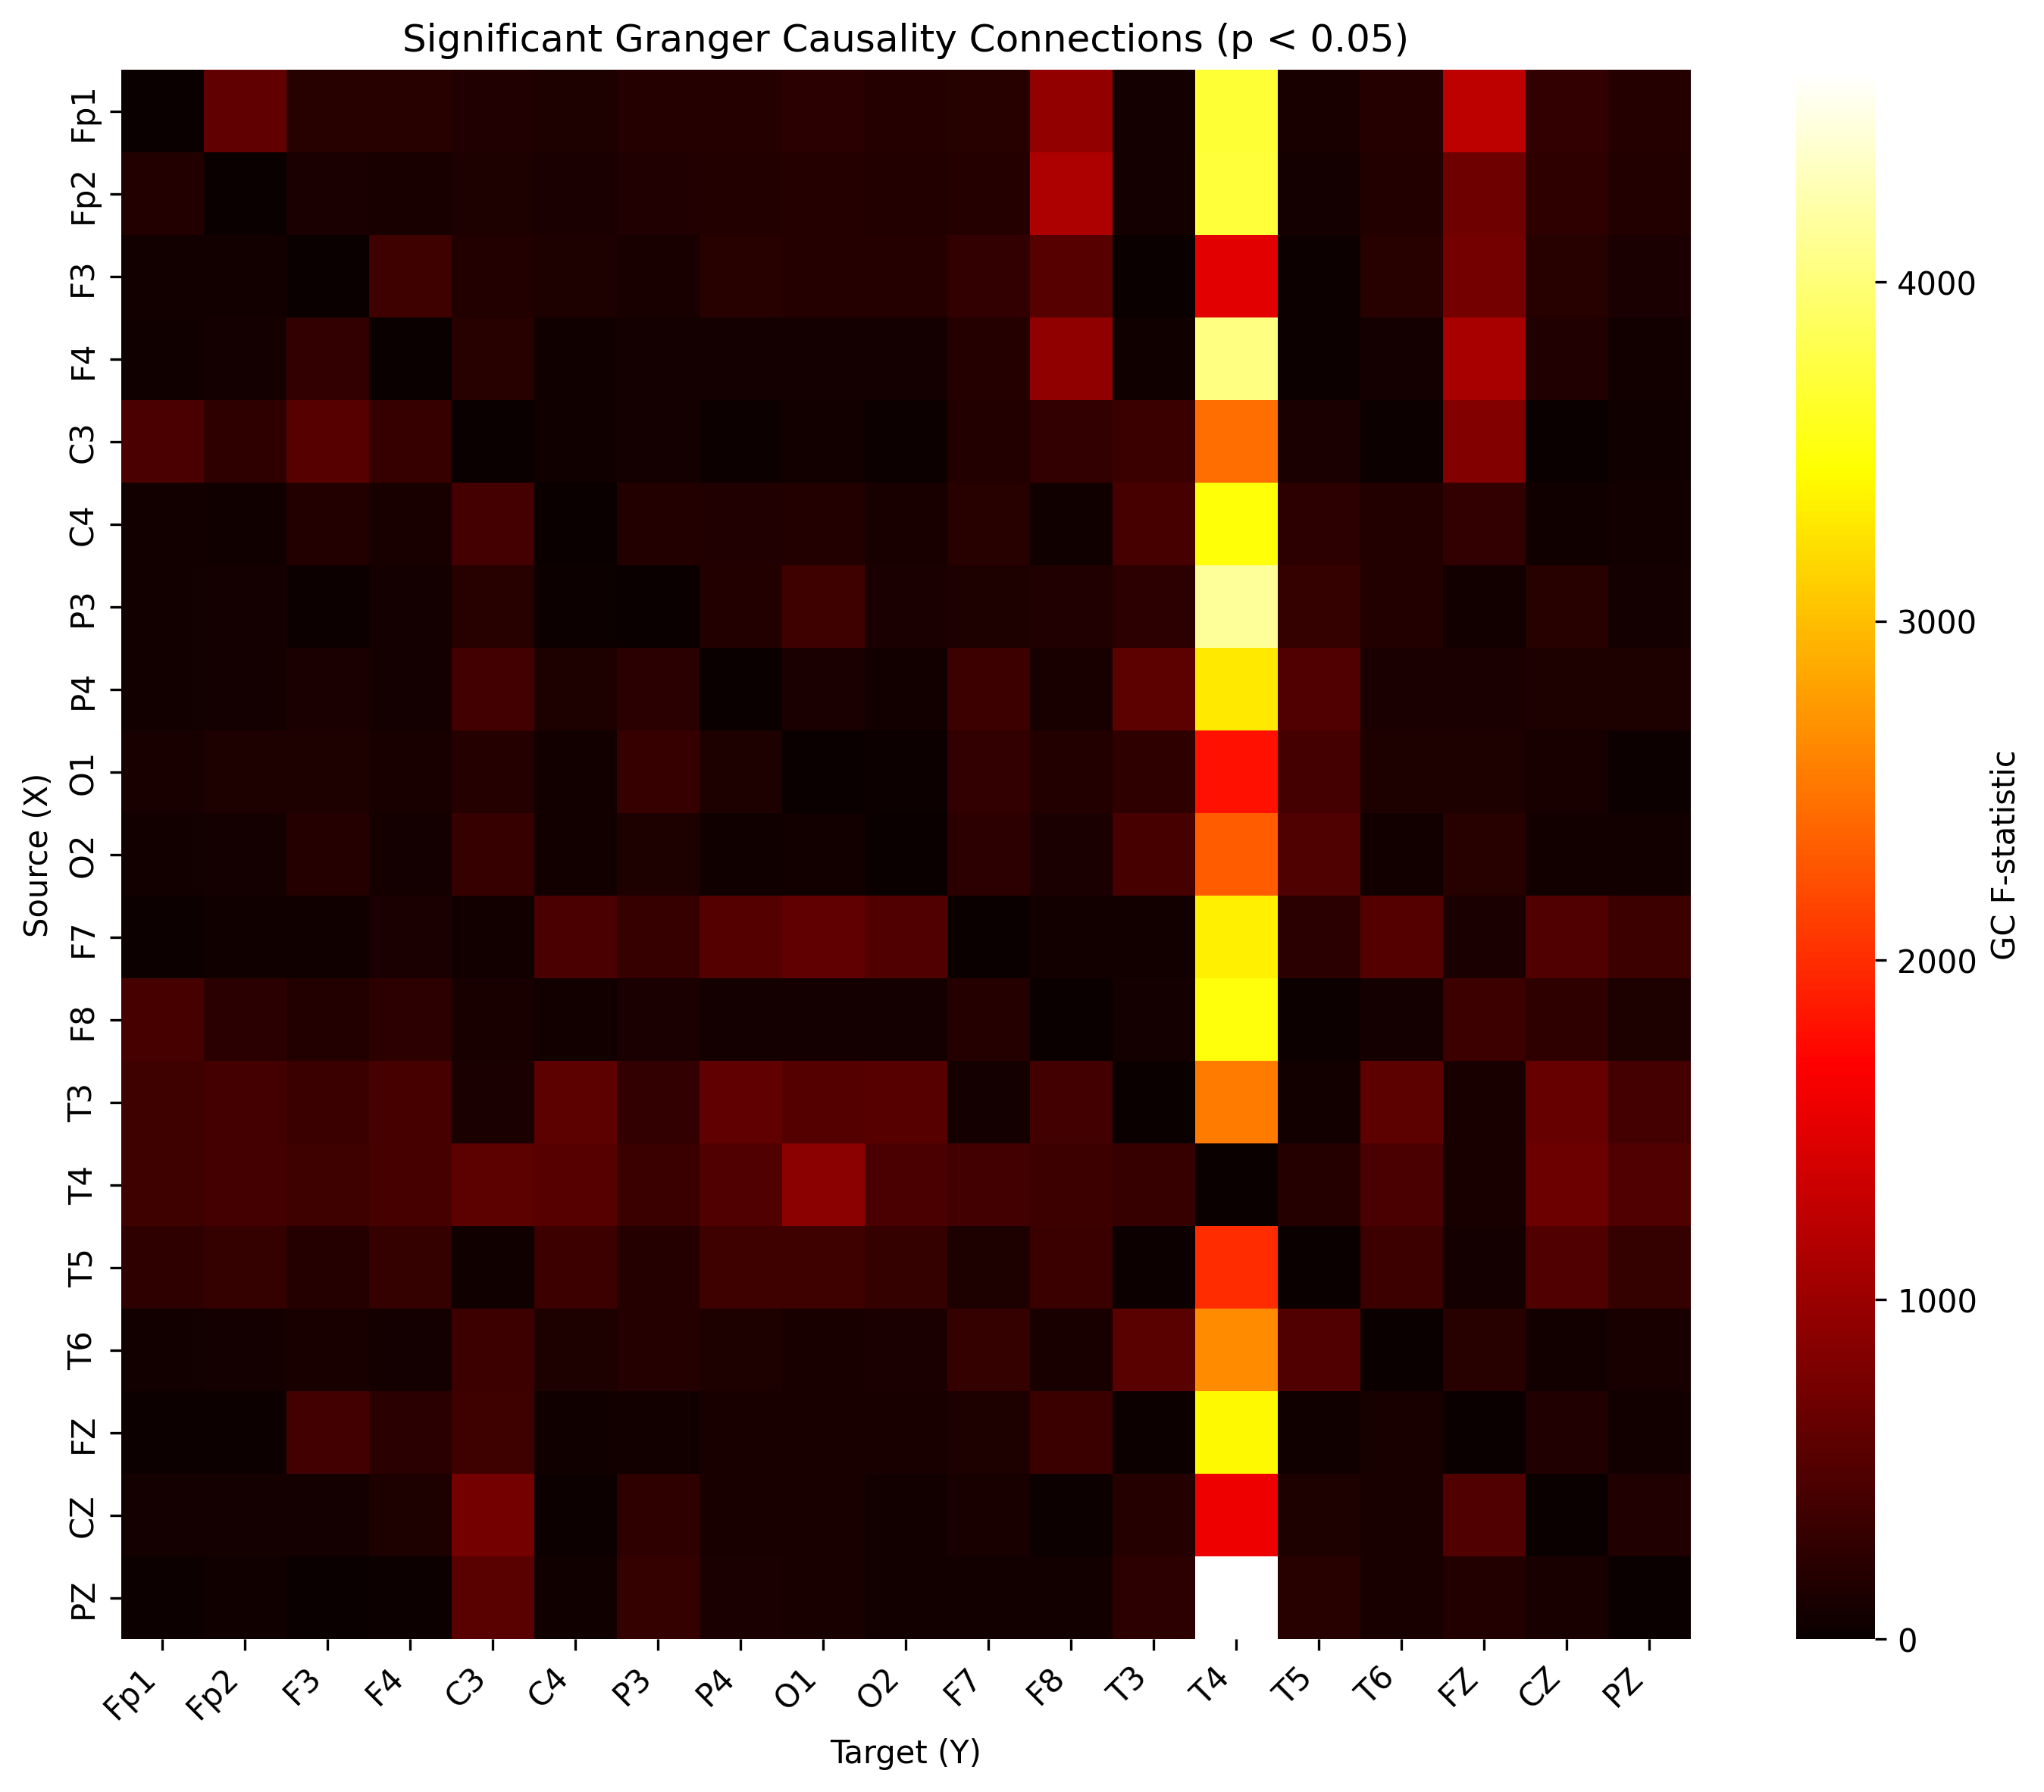 Significant Granger Causality Connections (p < 0.05)
Source (X)
Fp1
Fp2
F3
F4
C3
C4
P3
P4
O1
O2
F7
F8
T3
T4
T5
T6
FZ
CZ
PZ
Fp1 Fp2 F3 F4 C3 C4 P3 P4 O1 O2 F7 F8 T3 T4 T5 T6 FZ CZ PZ
Target (Y)
4000
3000
2000
1000
0
GC F-statistic